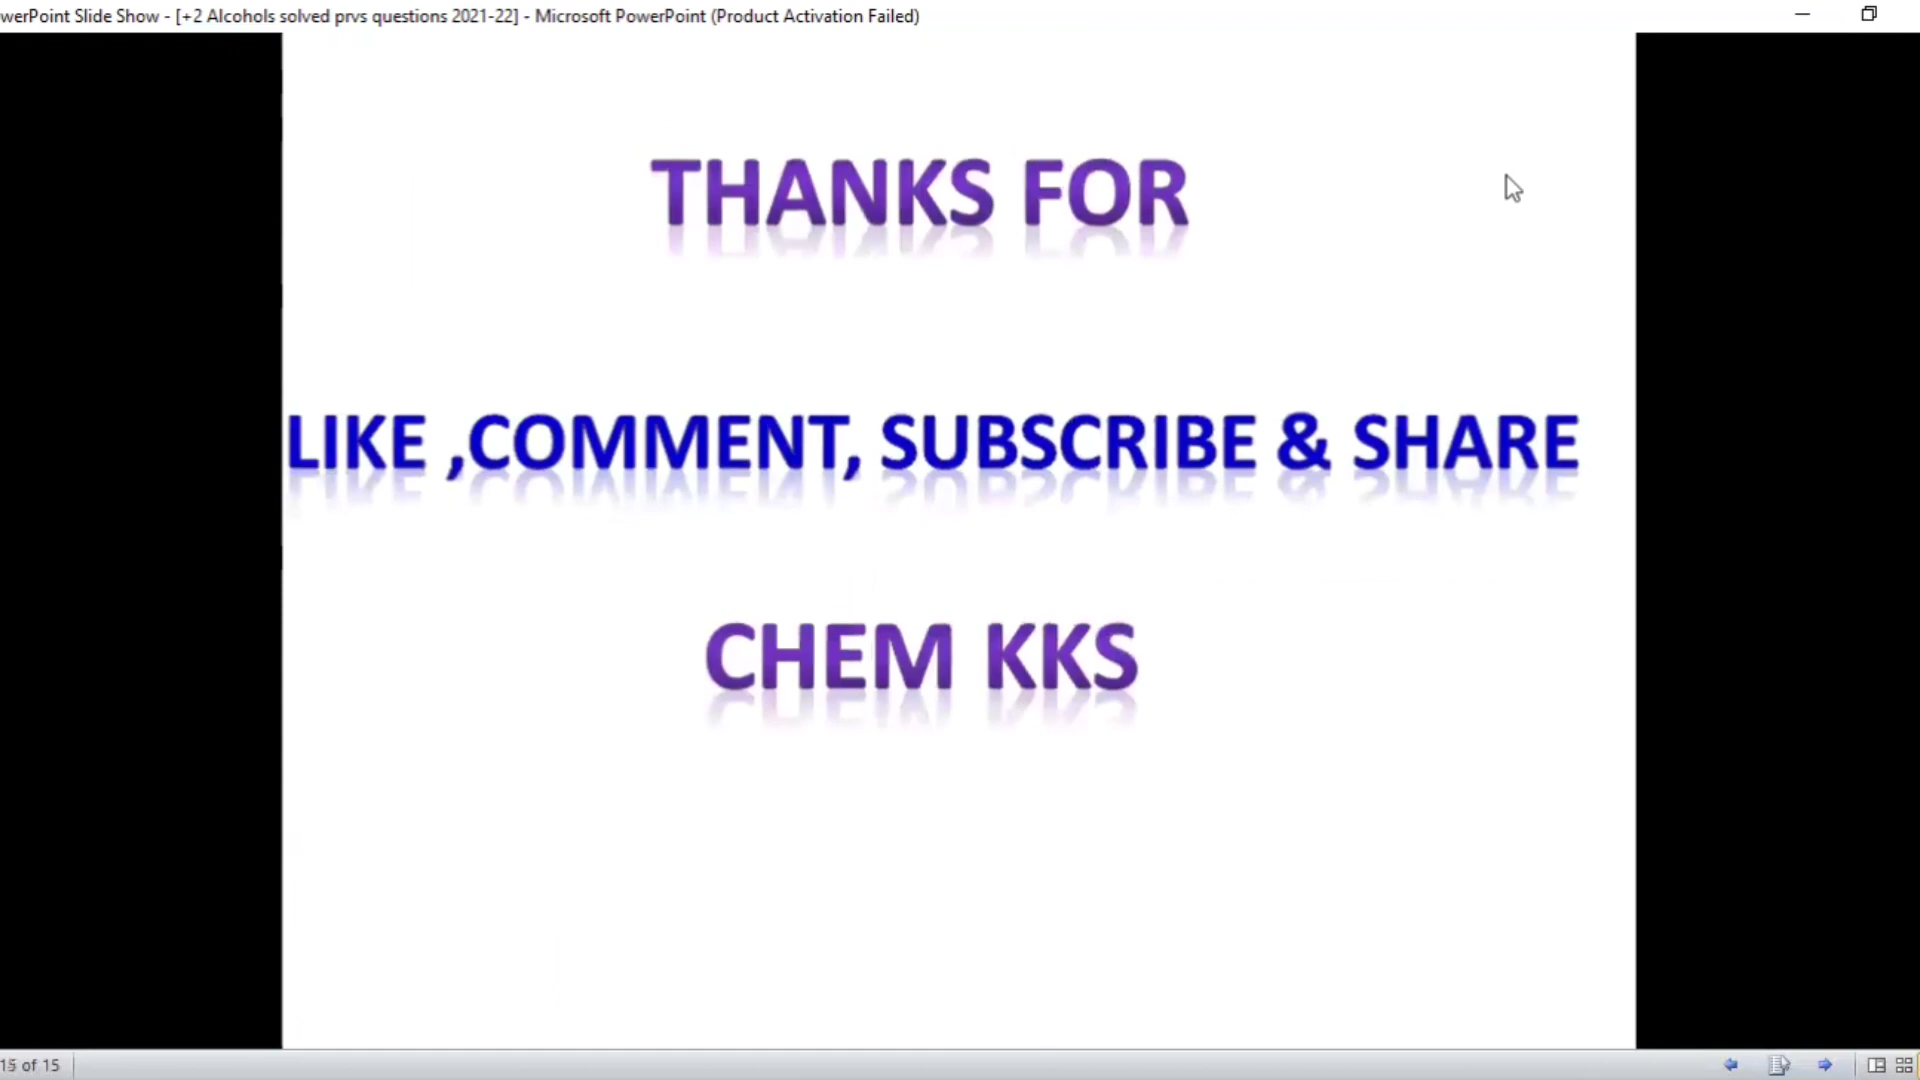 werPoint Slide Show - [+2 Alcohols solved prvs questions 2021-22] - Microsoft PowerPoint (Product Activation Failed)
THANKS FOR
LIKE ,COMMENT, SUBSCRIBE & SHARE
CHEM KKS
15 of 15